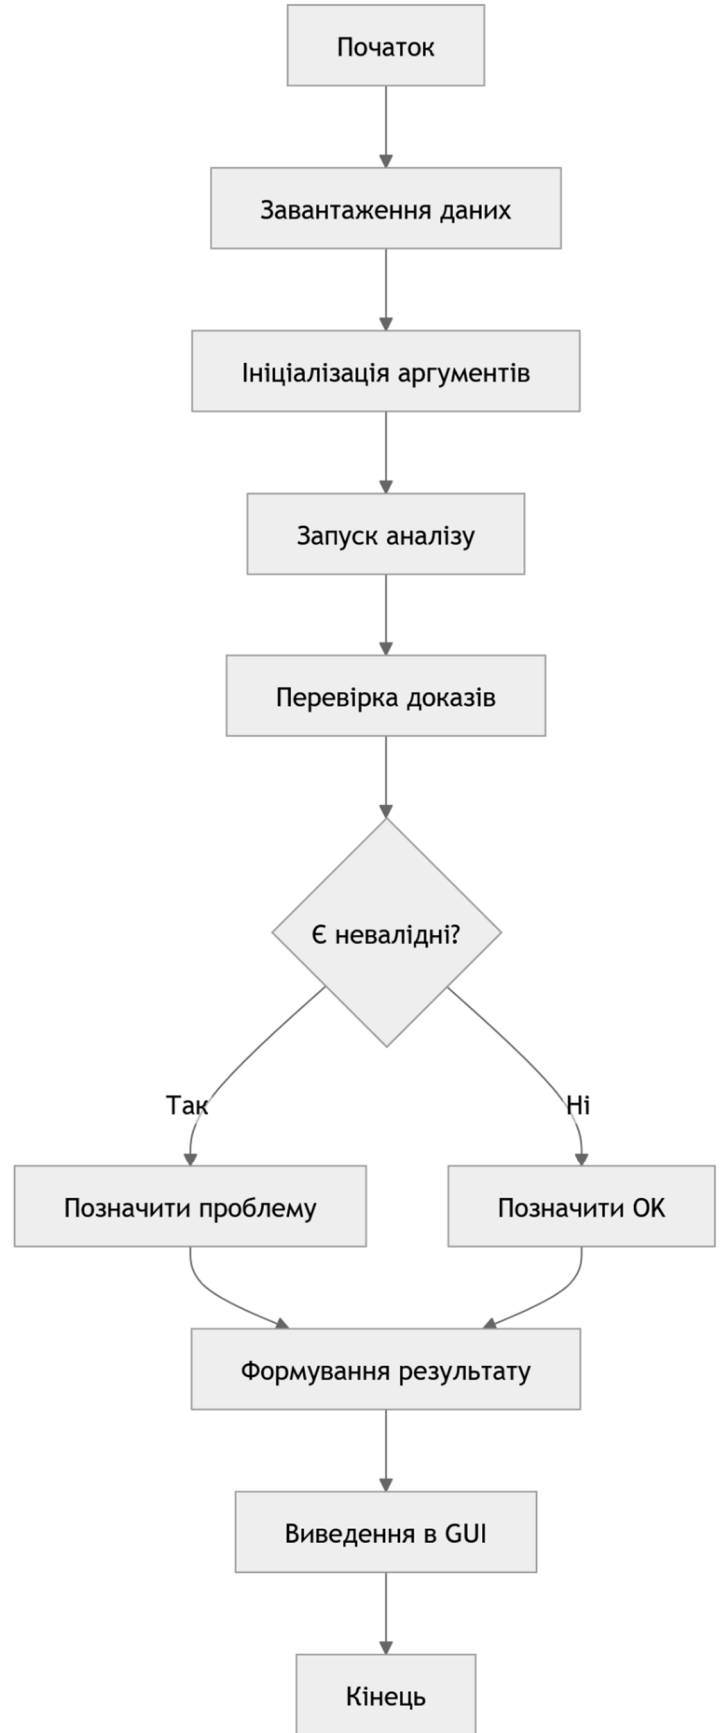 Початок
Завантаження даних
Ініціалізація аргументів
Запуск аналізу
Перевірка доказів
Є невалідні?
Так
Ні
Позначити проблему
Позначити ОК
Формування результату
Виведення в GUI
Кінець